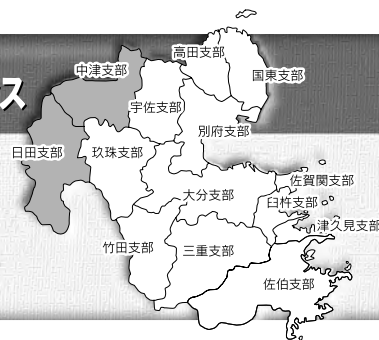 ス
高田支部
中津支部
国東支部
宇佐支部
別府支部
日田支部
玖珠支部
佐賀関支部
大分支部
臼杵支部
津久見支部
竹田支部
三重支部
佐伯支部